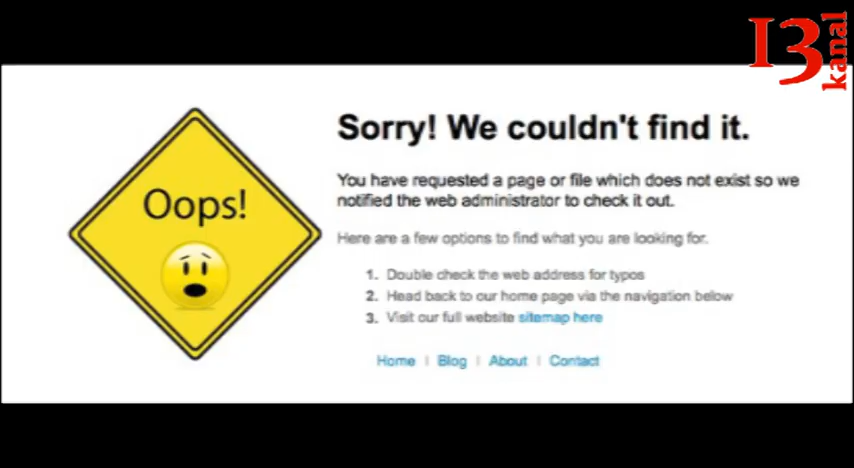 13 kanal
Sorry! We couldn't find it.
Oops!
You have requested a page or file which does not exist so we
notified the web administrator to check it out.
Here are a few options to find what you are looking for.
1. Double check the web address for typos
2. Head back to our home page via the navigation below
3. Visit our full website sitemap here
Home | Blog | About | Contact